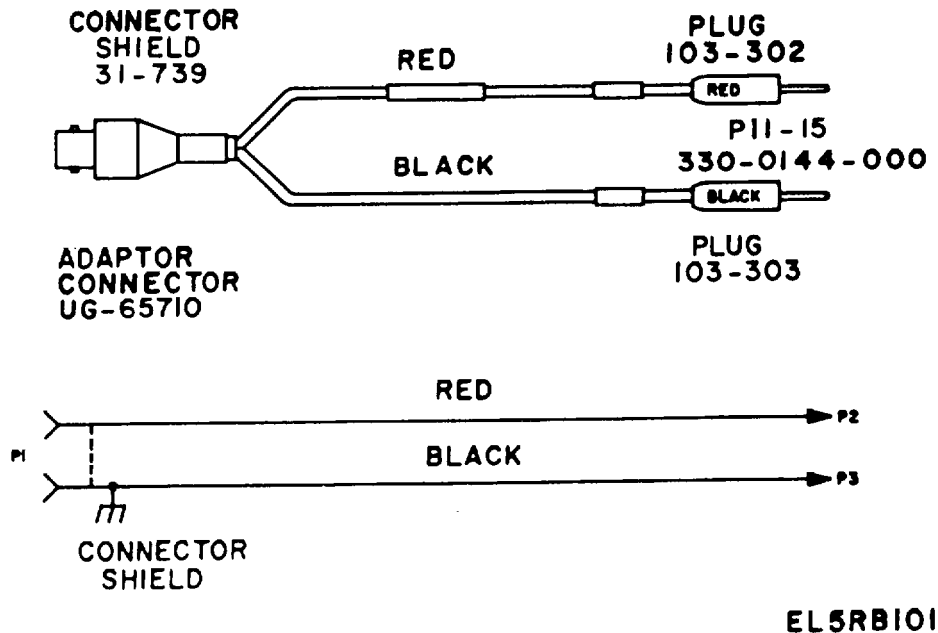 CONNECTOR
SHIELD
31-739
RED
PLUG
103-302
RED
P11-15
330-0144-000
BLACK
BLACK
PLUG
103-303
ADAPTOR
CONNECTOR
UG-65710
RED
P2
P1
BLACK
P3
CONNECTOR
SHIELD
EL5RB101